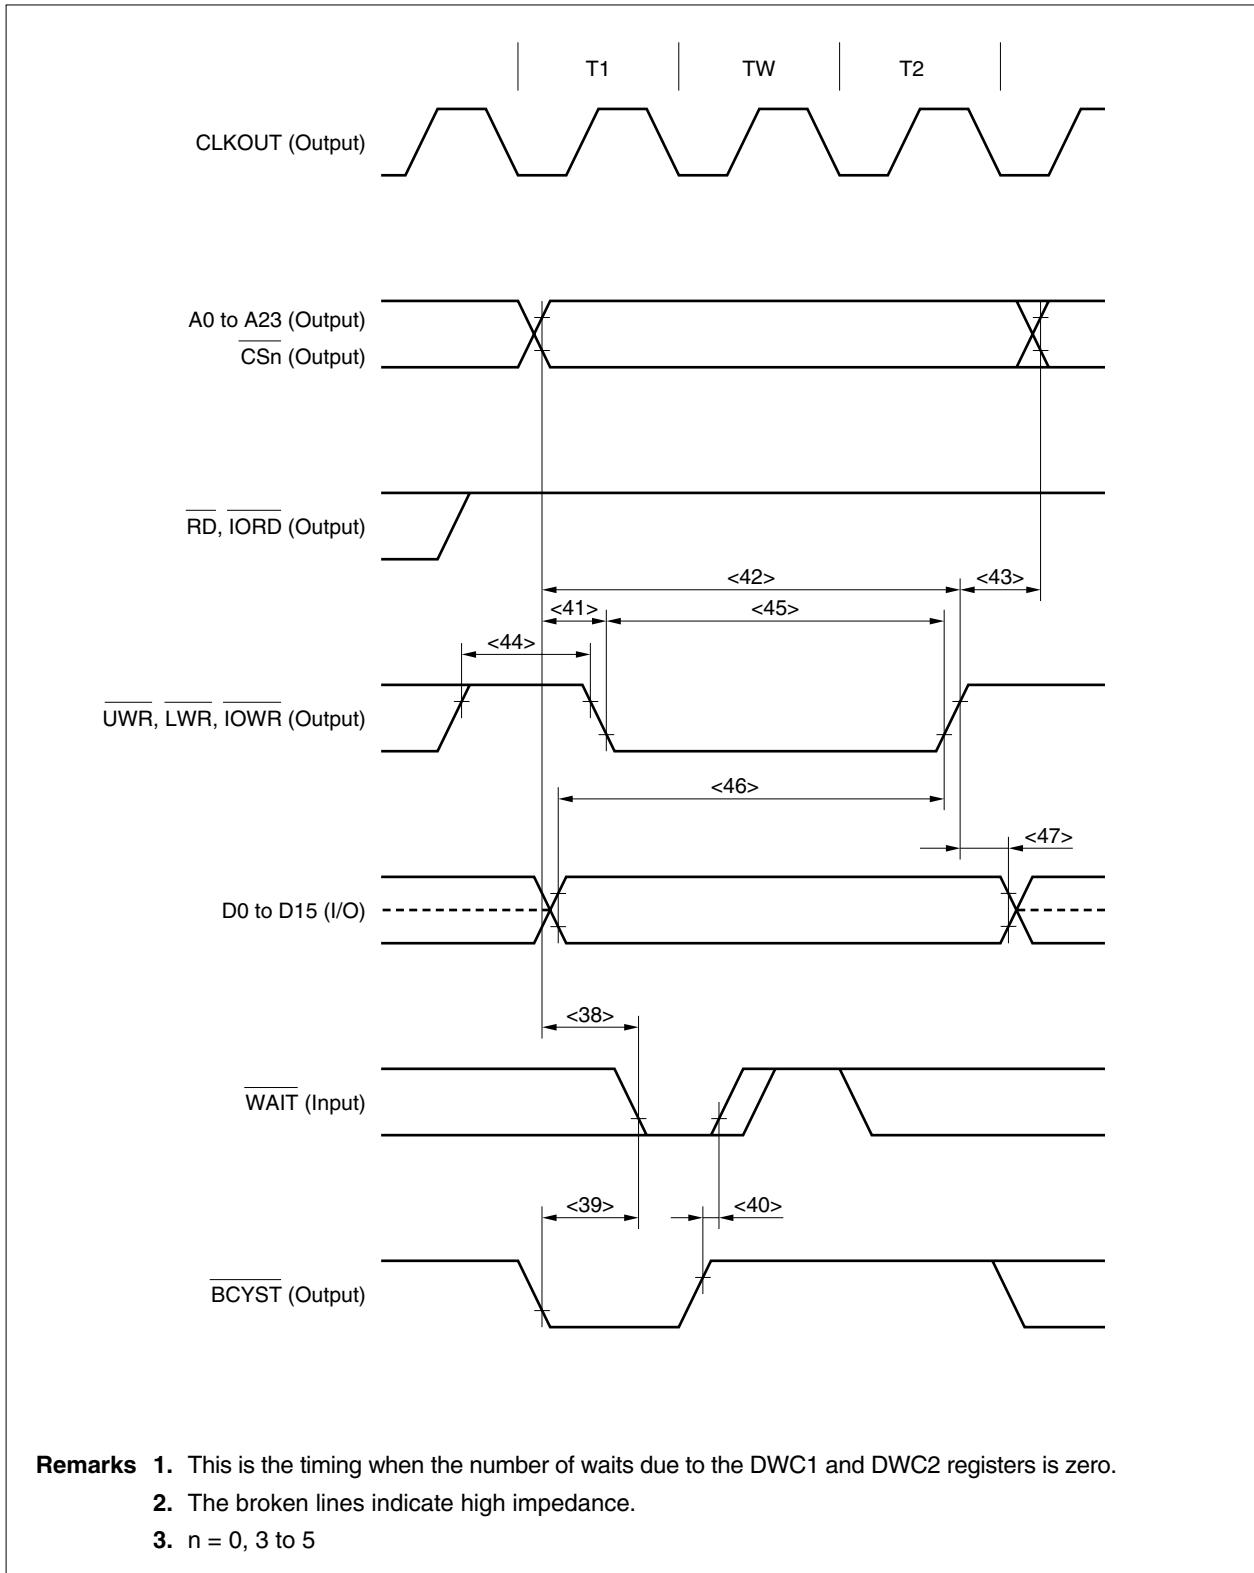 T1 TW T2
CLKOUT (Output)
A0 to A23 (Output)
CSn (Output)
RD, IORD (Output)
<42> <43>
<41> <45>
<44>
UWR, LWR, IOWR (Output)
<46>
<47>
D0 to D15 (I/O)
<38>
WAIT (Input)
<39> <40>
BCYST (Output)
Remarks 1. This is the timing when the number of waits due to the DWC1 and DWC2 registers is zero.
2. The broken lines indicate high impedance.
3. n = 0, 3 to 5